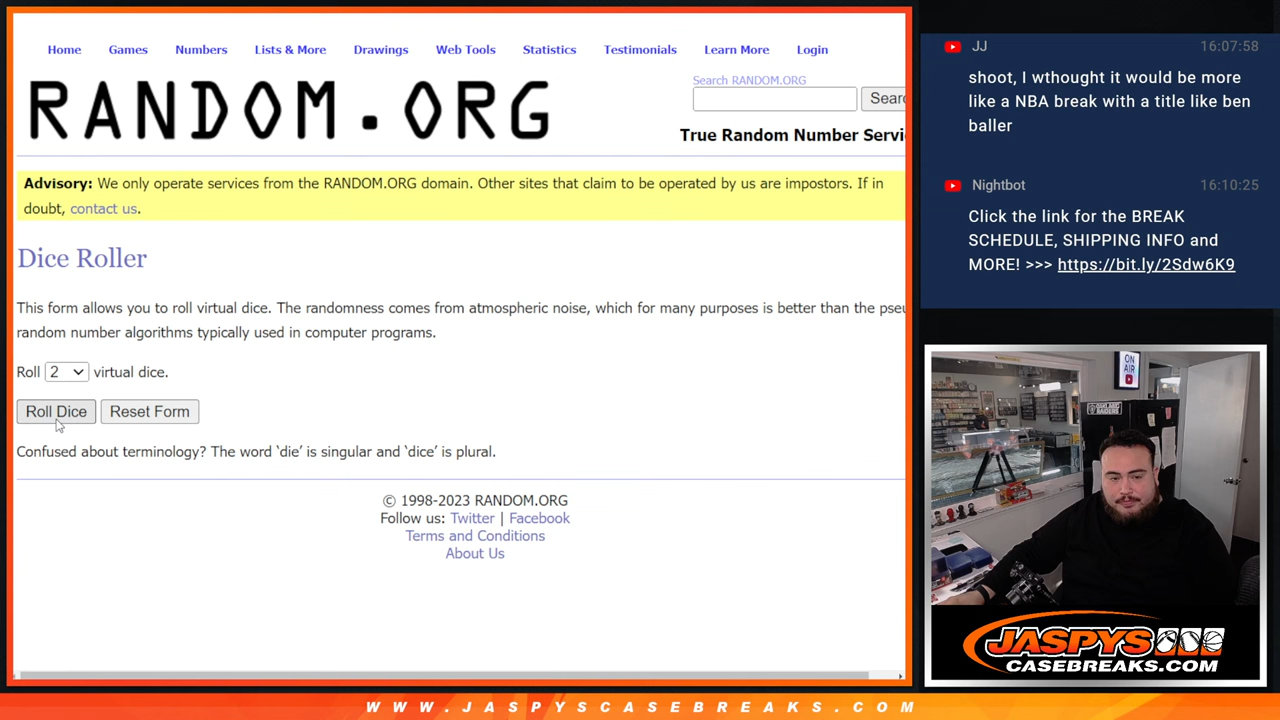 Home Games Numbers Lists & More Drawings Web Tools Statistics Testimonials Learn More Login
RANDOM.ORG
Search RANDOM.ORG
Searc
True Random Number Servi
Advisory: We only operate services from the RANDOM.ORG domain. Other sites that claim to be operated by us are impostors. If in
doubt, contact us.
Dice Roller
This form allows you to roll virtual dice. The randomness comes from atmospheric noise, which for many purposes is better than the pseu
random number algorithms typically used in computer programs.
Roll 2 virtual dice.
Roll Dice Reset Form
Confused about terminology? The word ‘die’ is singular and ‘dice’ is plural.
© 1998-2023 RANDOM.ORG
Follow us: Twitter | Facebook
Terms and Conditions
About Us
JJ 16:07:58
shoot, I wthought it would be more
like a NBA break with a title like ben
baller
Nightbot 16:10:25
Click the link for the BREAK
SCHEDULE, SHIPPING INFO and
MORE! >>> https://bit.ly/2Sdw6K9
ON
AIR
JASPYS
CASEBREAKS.COM
WWW.JASPYSCASEBREAKS.COM